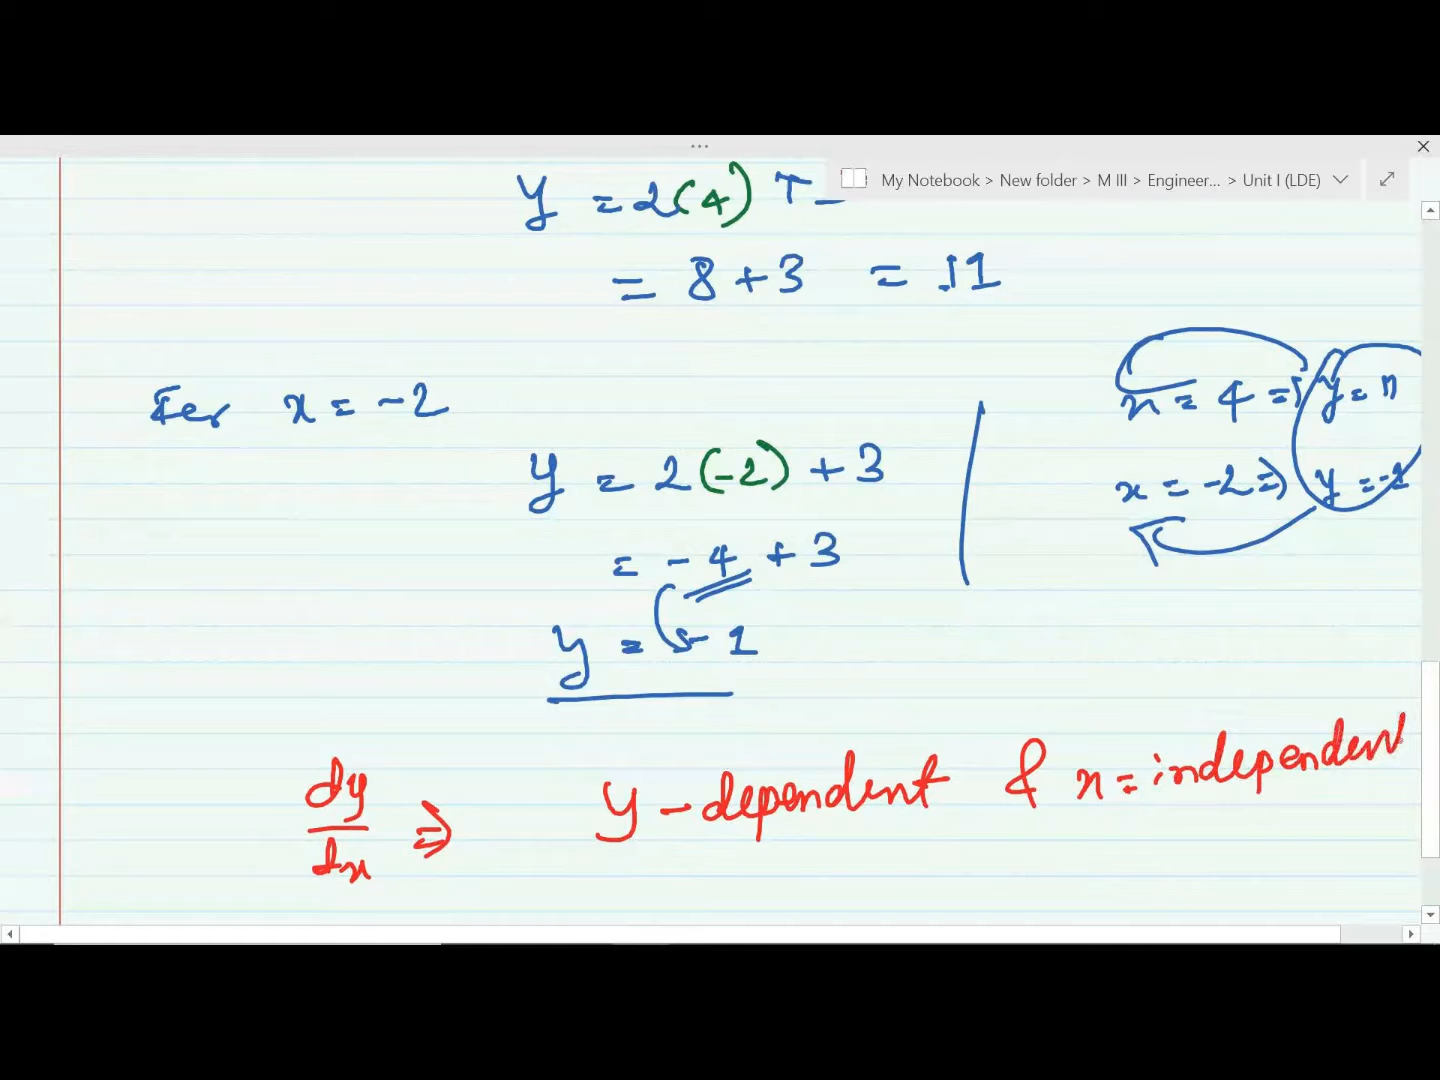 My Notebook > New folder > M III > Engineer... > Unit I (LDE)
y = 2(4)
= 8 + 3 = 11
For x = -2
x = 4 => y = 11
y = 2(-2) + 3
x = -2 => y = -1
= -4 + 3
y = -1
dy/dx => y - dependent & x = independent